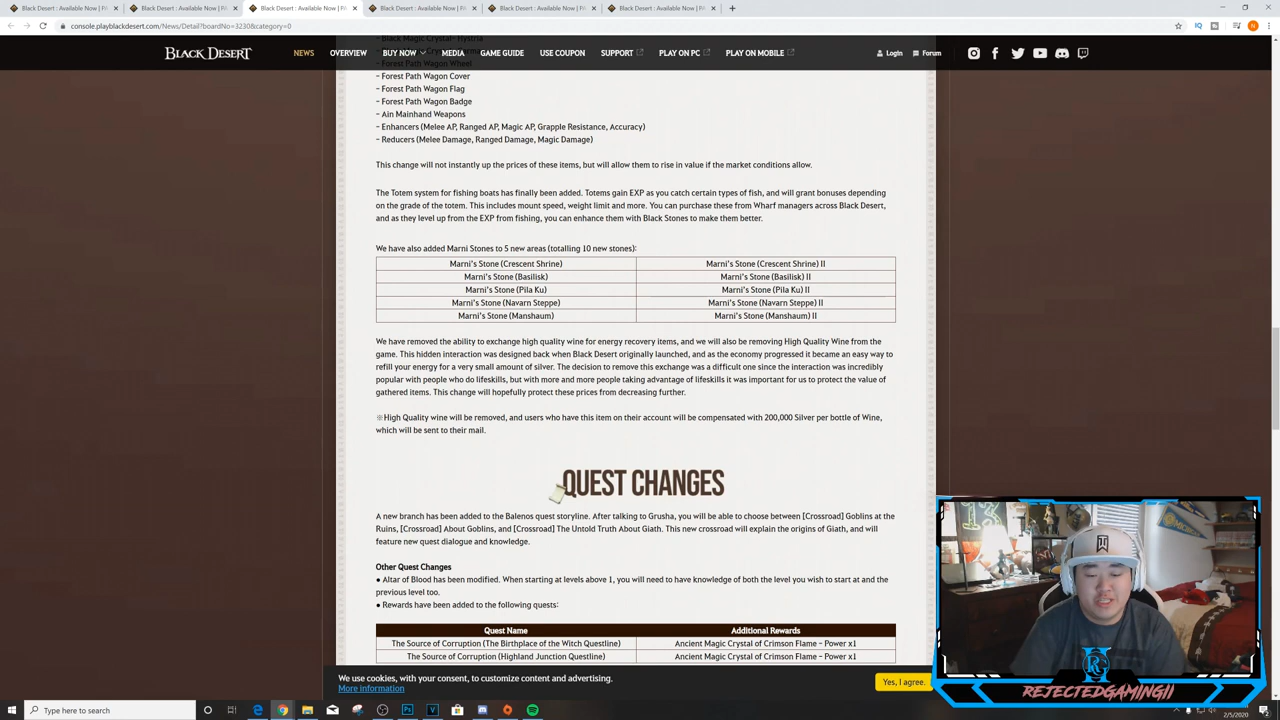 Black Desert : Available Now | Pl
Black Desert : Available Now | Pl
Black Desert : Available Now | Pl
Black Desert : Available Now | Pl
Black Desert : Available Now | Pl
Black Desert : Available Now | Pl
console.playblackdesert.com/News/Detail?boardNo=3230&category=0
BLACK DESERT NEWS OVERVIEW BUY NOW MEDIA GAME GUIDE USE COUPON SUPPORT PLAY ON PC PLAY ON MOBILE Login Forum
- Forest Path Wagon Wheel
- Forest Path Wagon Cover
- Forest Path Wagon Flag
- Forest Path Wagon Badge
- Ain Mainhand Weapons
- Enhancers (Melee AP, Ranged AP, Magic AP, Grapple Resistance, Accuracy)
- Reducers (Melee Damage, Ranged Damage, Magic Damage)
This change will not instantly up the prices of these items, but will allow them to rise in value if the market conditions allow.
The Totem system for fishing boats has finally been added. Totems gain EXP as you catch certain types of fish, and will grant bonuses depending
on the grade of the totem. This includes mount speed, weight limit and more. You can purchase these from Wharf managers across Black Desert,
and as they level up from the EXP from fishing, you can enhance them with Black Stones to make them better.
We have also added Marni's Stones to 5 new areas (totalling 10 new stones):
Marni's Stone (Crescent Shrine) Marni's Stone (Crescent Shrine) II
Marni's Stone (Basilisk) Marni's Stone (Basilisk) II
Marni's Stone (Pila Ku) Marni's Stone (Pila Ku) II
Marni's Stone (Navarn Steppe) Marni's Stone (Navarn Steppe) II
Marni's Stone (Manshaum) Marni's Stone (Manshaum) II
We have removed the ability to exchange high quality wine for energy recovery items, and we will also be removing High Quality Wine from the
game. This hidden interaction was designed back when Black Desert originally launched, and as the economy progressed it became an easy way to
refill your energy for a very small amount of silver. The decision to remove this exchange was a difficult one since the interaction was incredibly
popular with people who do lifeskills, but with more and more people taking advantage of lifeskills it was important for us to protect the value of
gathered items. This change will hopefully protect these prices from decreasing further.
※High Quality wine will be removed, and users who have this item on their account will be compensated with 200,000 Silver per bottle of Wine,
which will be sent to their mail.
QUEST CHANGES
A new branch has been added to the Balenos quest storyline. After talking to Grusha, you will be able to choose between [Crossroad] Goblins at the
Ruins, [Crossroad] About Goblins, and [Crossroad] The Untold Truth About Giath. This new crossroad will explain the origins of Giath, and will
feature new quest dialogue and knowledge.
Other Quest Changes
● Altar of Blood has been modified. When starting at levels above 1, you will need to have knowledge of both the level you wish to start at and the
previous level too.
● Rewards have been added to the following quests:
Quest Name Additional Rewards
The Source of Corruption (The Birthplace of the Witch Questline) Ancient Magic Crystal of Crimson Flame - Power x1
The Source of Corruption (Highland Junction Questline) Ancient Magic Crystal of Crimson Flame - Power x1
We use cookies, with your consent, to customize content and advertising.
More information
Yes, I agree.
REJECTEDGAMINGII
Type here to search
2/5/2020